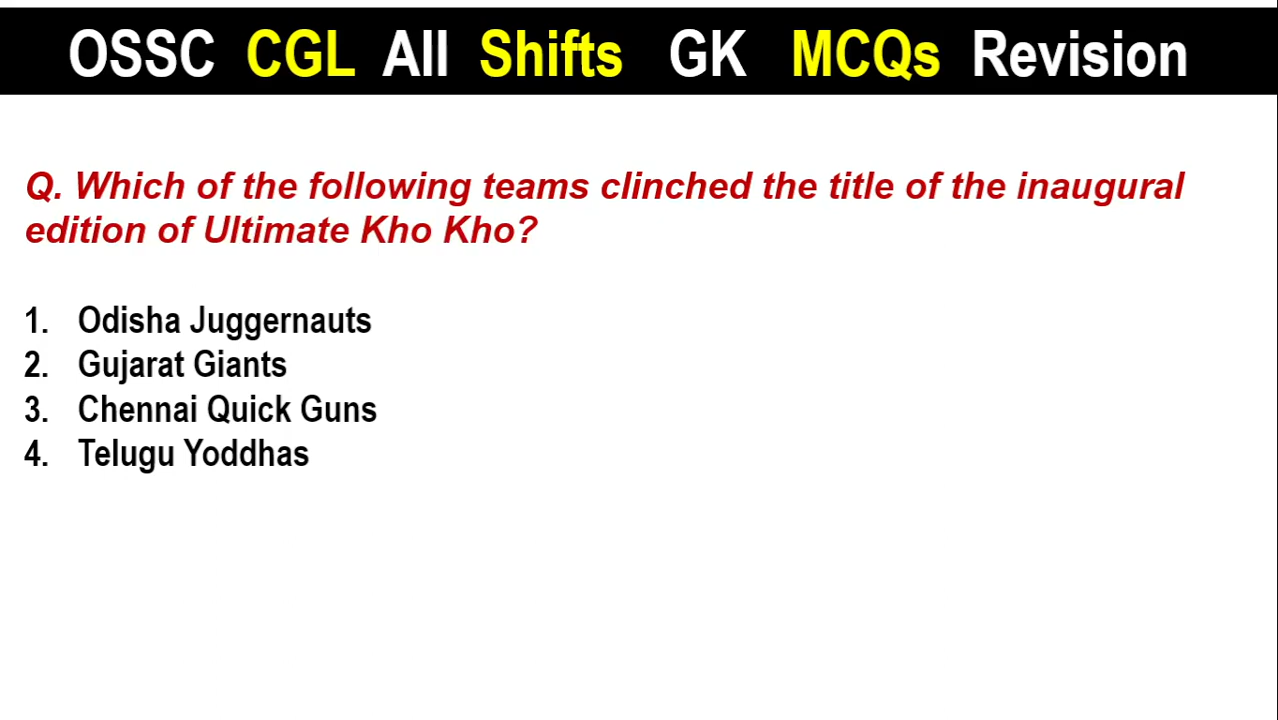 OSSC CGL All Shifts GK MCQs Revision
Q. Which of the following teams clinched the title of the inaugural
edition of Ultimate Kho Kho?
1. Odisha Juggernauts
2. Gujarat Giants
3. Chennai Quick Guns
4. Telugu Yoddhas